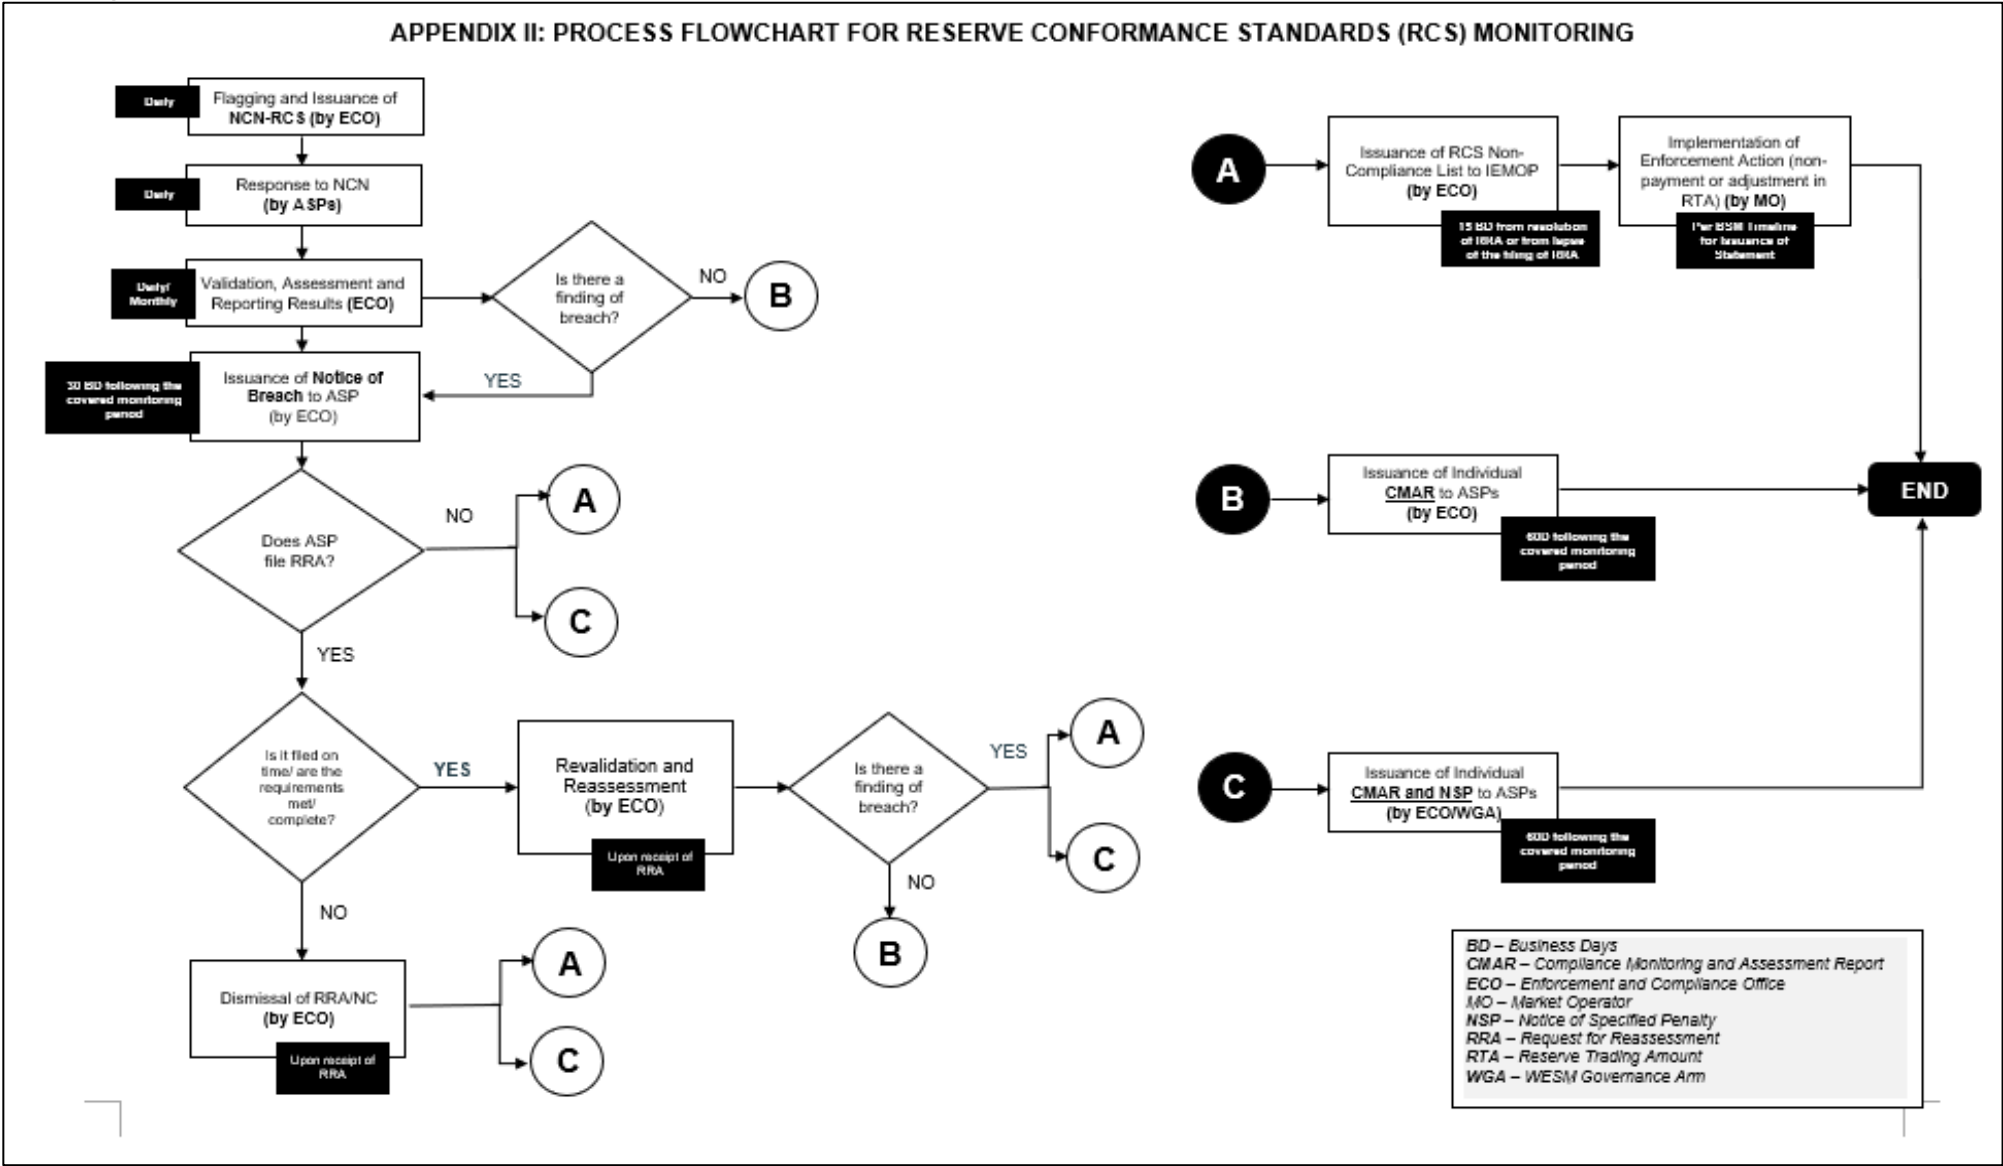 APPENDIX II: PROCESS FLOWCHART FOR RESERVE CONFORMANCE STANDARDS (RCS) MONITORING
Daily
Flagging and Issuance of
NCN-RCS (by ECO)
Daily
Response to NCN
(by ASPs)
Daily/
Monthly
Validation, Assessment and
Reporting Results (ECO)
Is there a
finding of
breach?
NO
B
YES
30 BD following the
covered monitoring
period
Issuance of Notice of
Breach to ASP
(by ECO)
Does ASP
file RRA?
NO
A
C
YES
Is it filed on
time/ are the
requirements
met/
complete?
YES
Revalidation and
Reassessment
(by ECO)
Upon receipt of
RRA
Is there a
finding of
breach?
YES
A
C
NO
B
NO
Dismissal of RRA/NC
(by ECO)
Upon receipt of
RRA
A
C
A
Issuance of RCS Non-
Compliance List to IEMOP
(by ECO)
15 BD from resolution
of RRA or from lapse
of the filing of RRA
Implementation of
Enforcement Action (non-
payment or adjustment in
RTA) (by MO)
Per BSM Timeline
for Issuance of
Statement
B
Issuance of Individual
CMAR to ASPs
(by ECO)
60D following the
covered monitoring
period
END
C
Issuance of Individual
CMAR and NSP to ASPs
(by ECO/WGA)
60D following the
covered monitoring
period
BD – Business Days
CMAR – Compliance Monitoring and Assessment Report
ECO – Enforcement and Compliance Office
MO – Market Operator
NSP – Notice of Specified Penalty
RRA – Request for Reassessment
RTA – Reserve Trading Amount
WGA – WESM Governance Arm